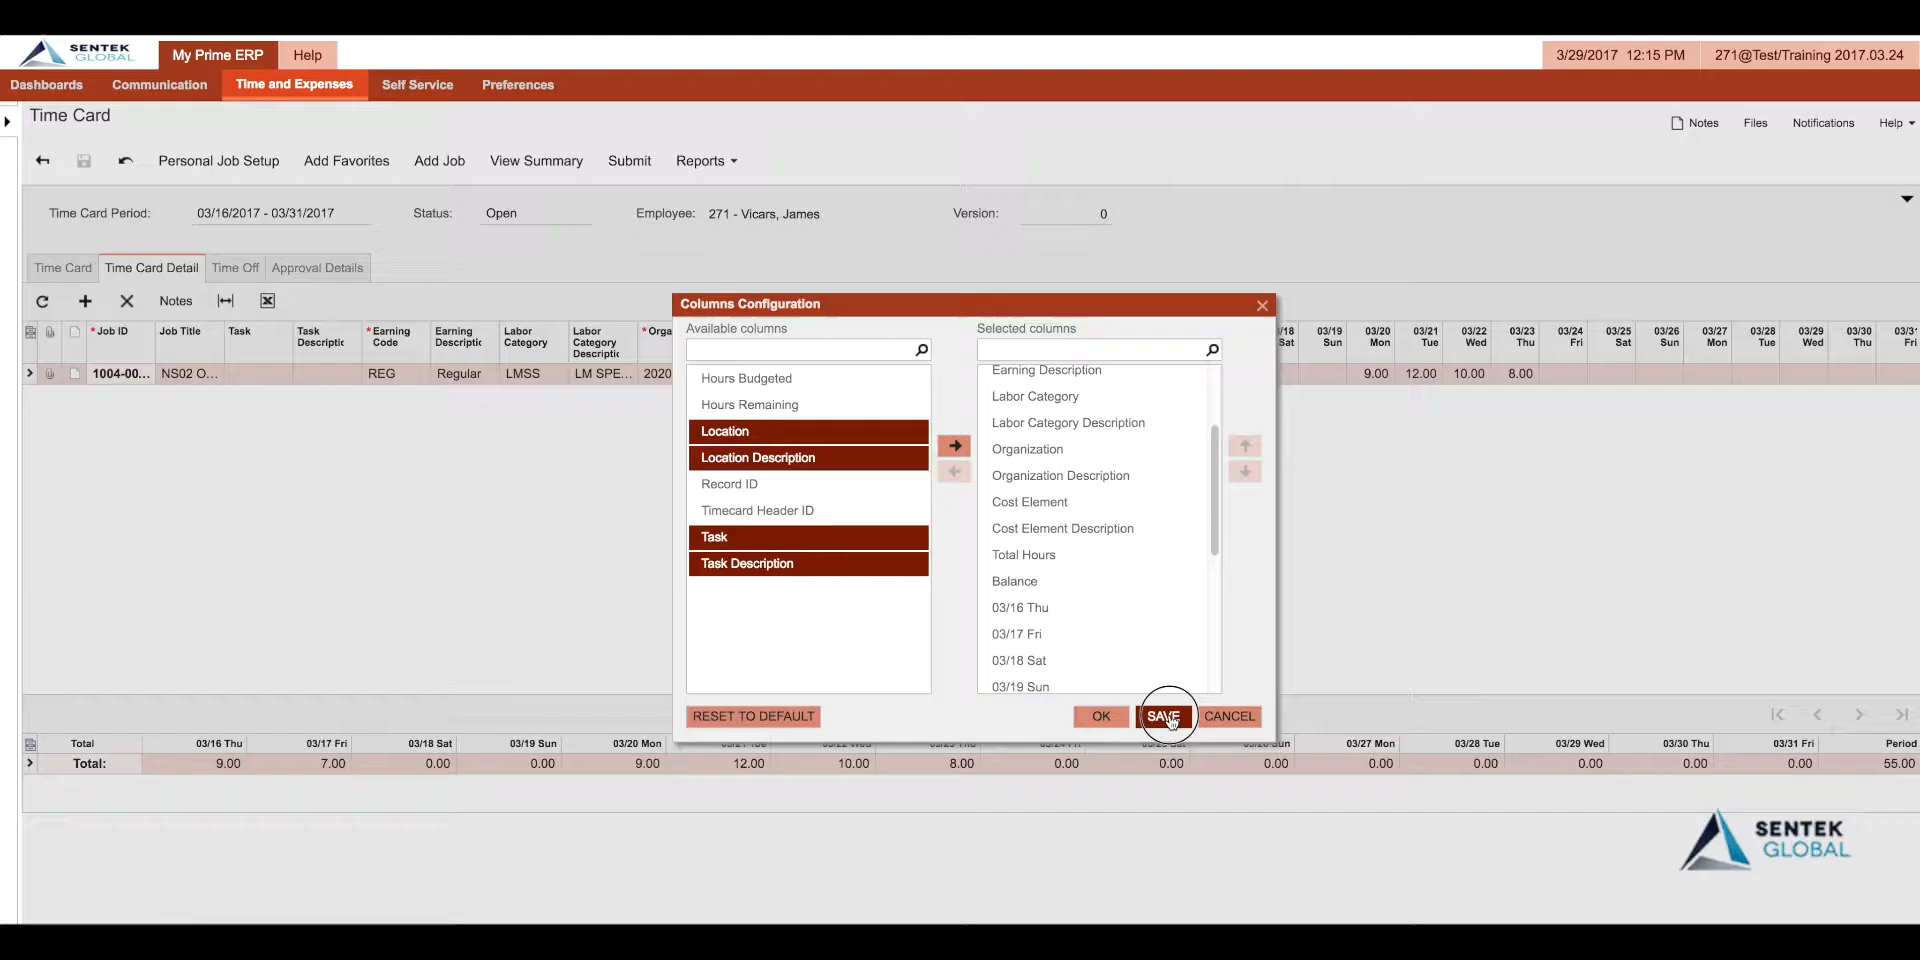 SENTEK
GLOBAL
My Prime ERP
Help
3/29/2017 12:15 PM
271@Test/Training 2017.03.24
Dashboards
Communication
Time and Expenses
Self Service
Preferences
Time Card
Notes
Files
Notifications
Help
Personal Job Setup
Add Favorites
Add Job
View Summary
Submit
Reports
Time Card Period:
03/16/2017 - 03/31/2017
Status:
Open
Employee:
271 - Vicars, James
Version:
0
Time Card
Time Card Detail
Time Off
Approval Details
Notes
* Job ID
Job Title
Task
Task
Descriptic
* Earning
Code
Earning
Descriptic
Labor
Category
Labor
Category
Descriptic
* Orga
/18
Sat
03/19
Sun
03/20
Mon
03/21
Tue
03/22
Wed
03/23
Thu
03/24
Fri
03/25
Sat
03/26
Sun
03/27
Mon
03/28
Tue
03/29
Wed
03/30
Thu
03/31
Fri
1004-00...
NS02 O...
REG
Regular
LMSS
LM SPE...
2020
9.00
12.00
10.00
8.00
Columns Configuration
Available columns
Hours Budgeted
Hours Remaining
Location
Location Description
Record ID
Timecard Header ID
Task
Task Description
Selected columns
Earning Description
Labor Category
Labor Category Description
Organization
Organization Description
Cost Element
Cost Element Description
Total Hours
Balance
03/16 Thu
03/17 Fri
03/18 Sat
03/19 Sun
RESET TO DEFAULT
OK
SAVE
CANCEL
Total
03/16 Thu
03/17 Fri
03/18 Sat
03/19 Sun
03/20 Mon
03/27 Mon
03/28 Tue
03/29 Wed
03/30 Thu
03/31 Fri
Period
Total:
9.00
7.00
0.00
0.00
9.00
12.00
10.00
8.00
0.00
0.00
0.00
0.00
0.00
0.00
0.00
0.00
55.00
SENTEK
GLOBAL